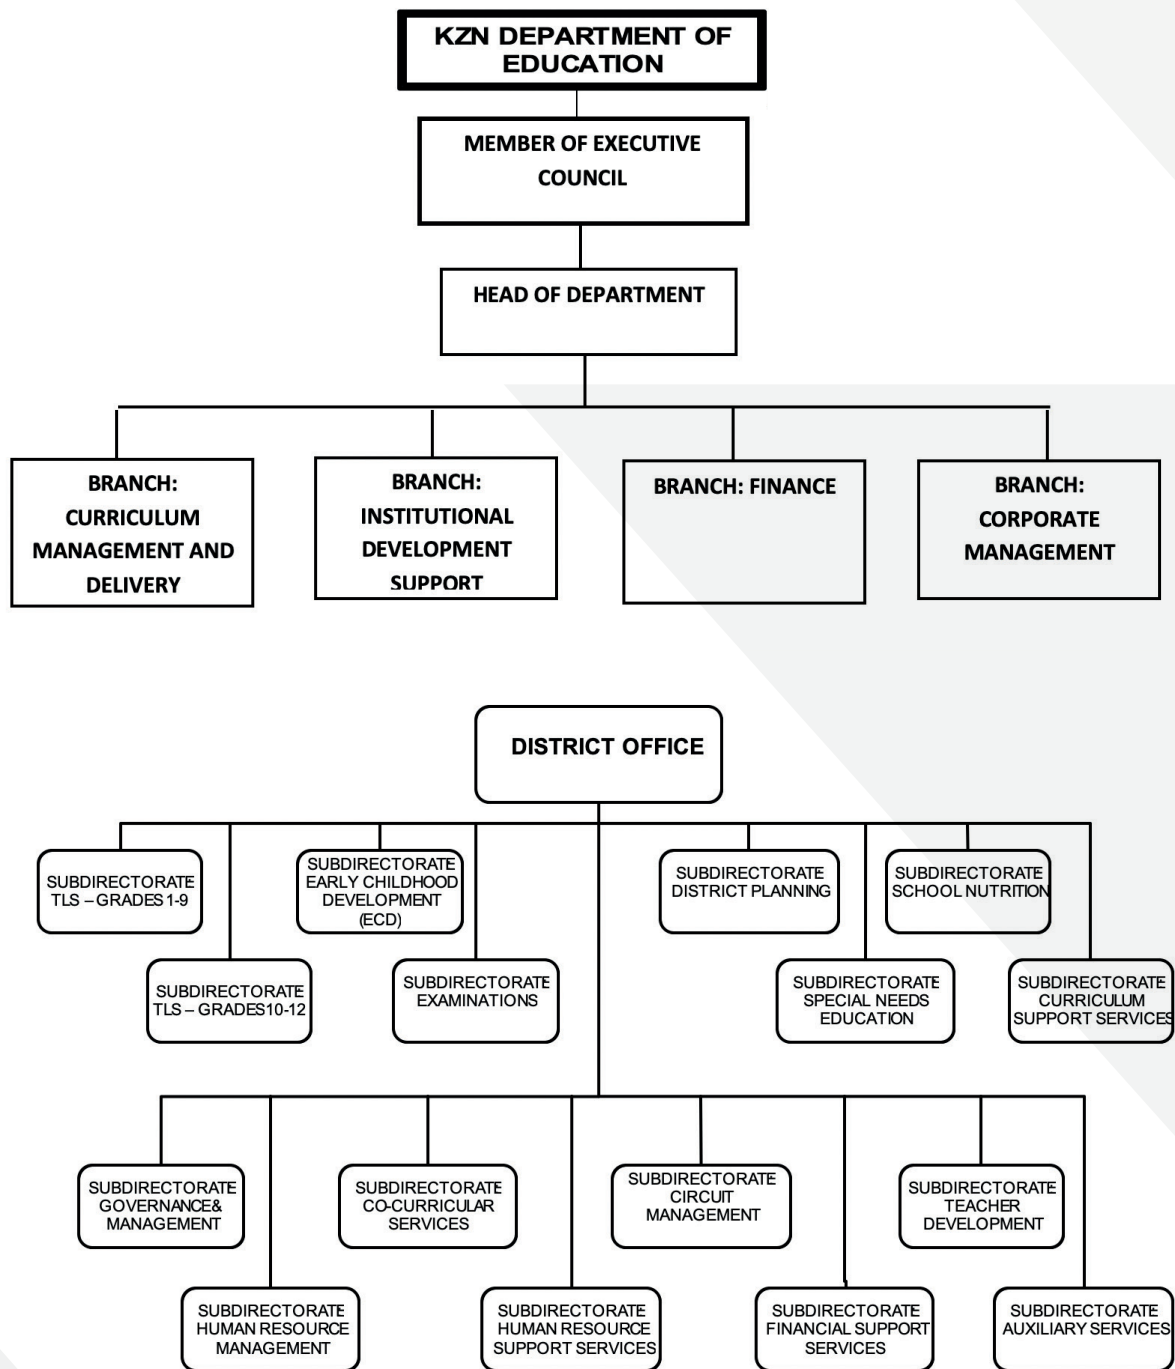 KZN DEPARTMENT OF
EDUCATION
MEMBER OF EXECUTIVE
COUNCIL
HEAD OF DEPARTMENT
BRANCH:
CURRICULUM
MANAGEMENT AND
DELIVERY
BRANCH:
INSTITUTIONAL
DEVELOPMENT
SUPPORT
BRANCH: FINANCE
BRANCH:
CORPORATE
MANAGEMENT
DISTRICT OFFICE
SUBDIRECTORATE
TLS – GRADES 1-9
SUBDIRECTORATE
EARLY CHILDHOOD
DEVELOPMENT
(ECD)
SUBDIRECTORATE
DISTRICT PLANNING
SUBDIRECTORATE
SCHOOL NUTRITION
SUBDIRECTORATE
TLS – GRADES10-12
SUBDIRECTORATE
EXAMINATIONS
SUBDIRECTORATE
SPECIAL NEEDS
EDUCATION
SUBDIRECTORATE
CURRICULUM
SUPPORT SERVICES
SUBDIRECTORATE
GOVERNANCE&
MANAGEMENT
SUBDIRECTORATE
CO-CURRICULAR
SERVICES
SUBDIRECTORATE
CIRCUIT
MANAGEMENT
SUBDIRECTORATE
TEACHER
DEVELOPMENT
SUBDIRECTORATE
HUMAN RESOURCE
MANAGEMENT
SUBDIRECTORATE
HUMAN RESOURCE
SUPPORT SERVICES
SUBDIRECTORATE
FINANCIAL SUPPORT
SERVICES
SUBDIRECTORATE
AUXILIARY SERVICES